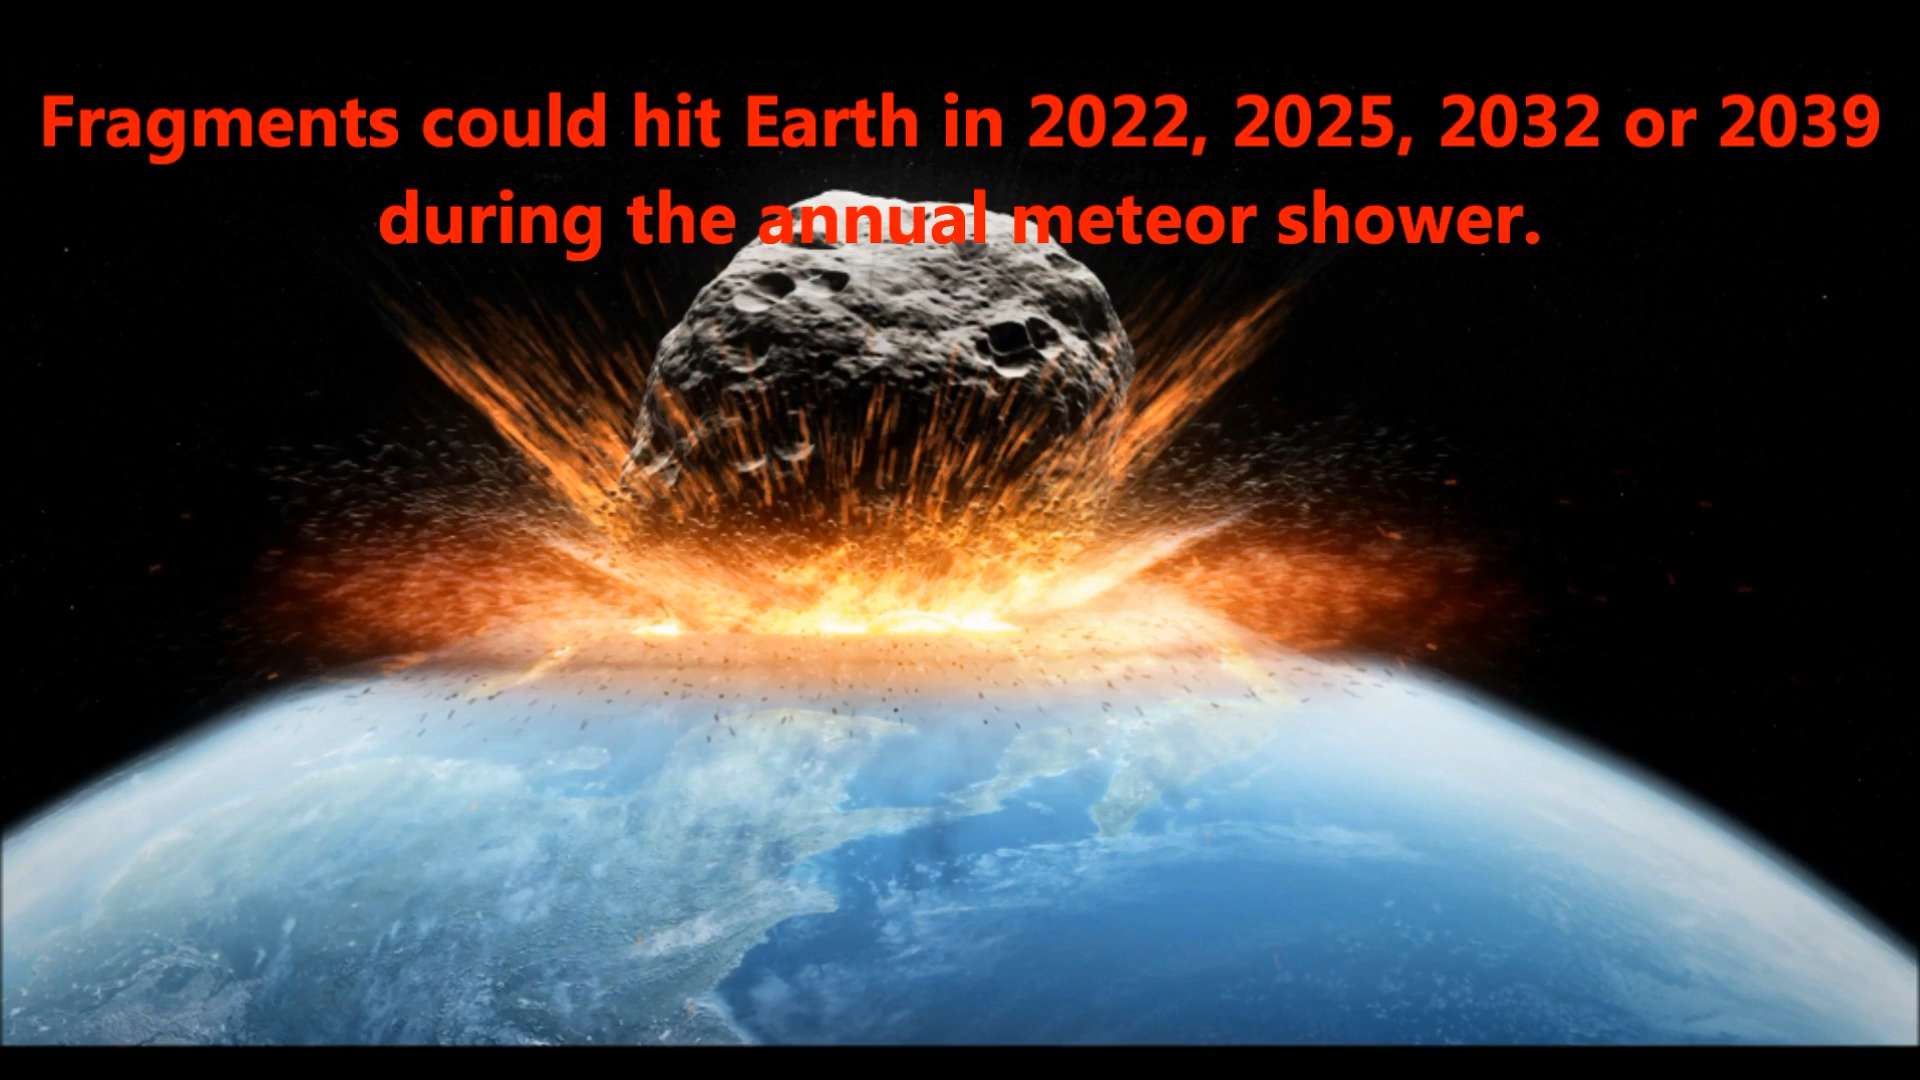 Fragments could hit Earth in 2022, 2025, 2032 or 2039
during the annual meteor shower.